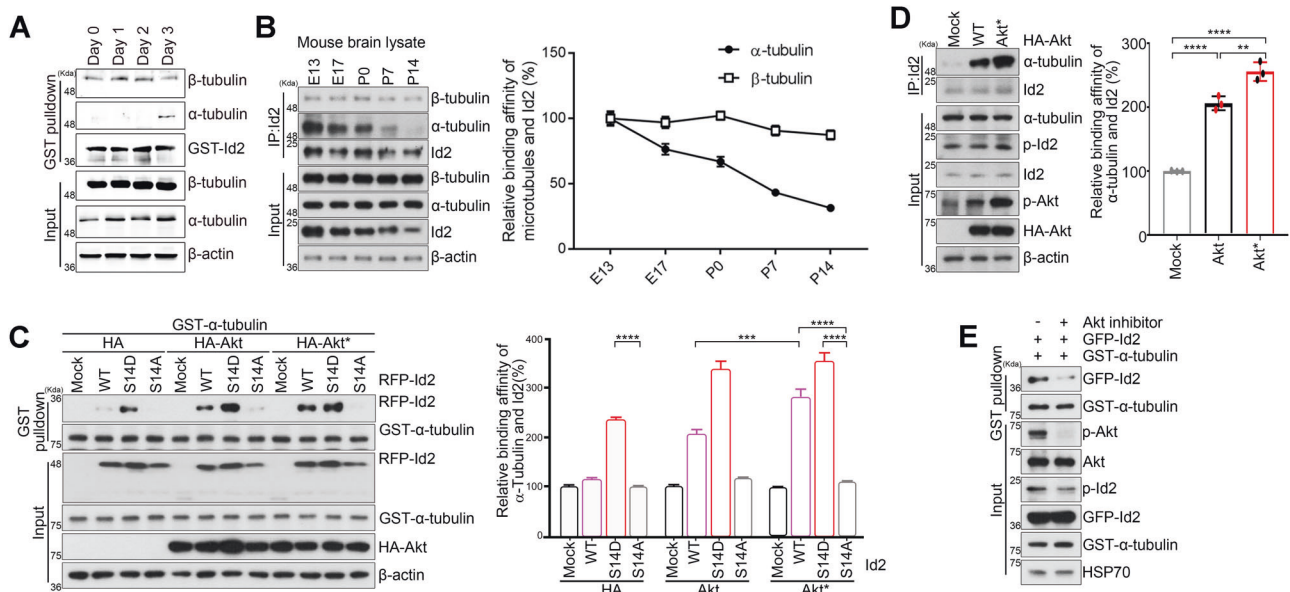 A
Day 0
Day 1
Day 2
Day 3
(Kda)
GST pulldown
48
β-tubulin
48
α-tubulin
36
GST-Id2
Input
48
β-tubulin
48
α-tubulin
36
β-actin
B
Mouse brain lysate
E13
E17
P0
P7
P14
(Kda)
IP:Id2
48
β-tubulin
48
α-tubulin
25
Id2
Input
48
β-tubulin
48
α-tubulin
25
Id2
36
β-actin
Relative binding affinity of
microtubules and Id2 (%)
150
100
50
0
α-tubulin
β-tubulin
E13
E17
P0
P7
P14
C
GST-α-tubulin
HA
HA-Akt
HA-Akt*
Mock
WT
S14D
S14A
Mock
WT
S14D
S14A
Mock
WT
S14D
S14A
RFP-Id2
(Kda)
GST
pulldown
36
RFP-Id2
75
GST-α-tubulin
Input
48
RFP-Id2
75
GST-α-tubulin
75
HA-Akt
36
β-actin
Relative binding affinity of
α-Tubulin and Id2(%)
400
300
200
100
0
****
***
****
****
Mock
WT
S14D
S14A
Mock
WT
S14D
S14A
Mock
WT
S14D
S14A
Id2
HA
Akt
Akt*
D
Mock
WT
Akt*
HA-Akt
(Kda)
IP:Id2
48
α-tubulin
25
Id2
Input
48
α-tubulin
25
p-Id2
25
Id2
75
p-Akt
75
HA-Akt
36
β-actin
Relative binding affinity of
α-tubulin and Id2 (%)
300
200
100
0
****
****
**
Mock
Akt
Akt*
E
- + Akt inhibitor
+ + GFP-Id2
+ + GST-α-tubulin
(Kda)
GST pulldown
36
GFP-Id2
75
GST-α-tubulin
Input
75
p-Akt
75
Akt
25
p-Id2
36
GFP-Id2
75
GST-α-tubulin
75
HSP70